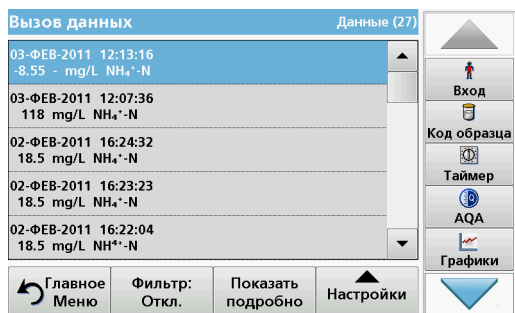 Вызов данных
Данные (27)
03-ФЕВ-2011 12:13:16
-8.55 - mg/L NH₄⁺-N
03-ФЕВ-2011 12:07:36
118 mg/L NH₄⁺-N
02-ФЕВ-2011 16:24:32
18.5 mg/L NH₄⁺-N
02-ФЕВ-2011 16:23:23
18.5 mg/L NH₄⁺-N
02-ФЕВ-2011 16:22:04
18.5 mg/L NH⁴⁺-N
Главное
Меню
Фильтр:
Откл.
Показать
подробно
Настройки
Вход
Код образца
Таймер
AQA
Графики